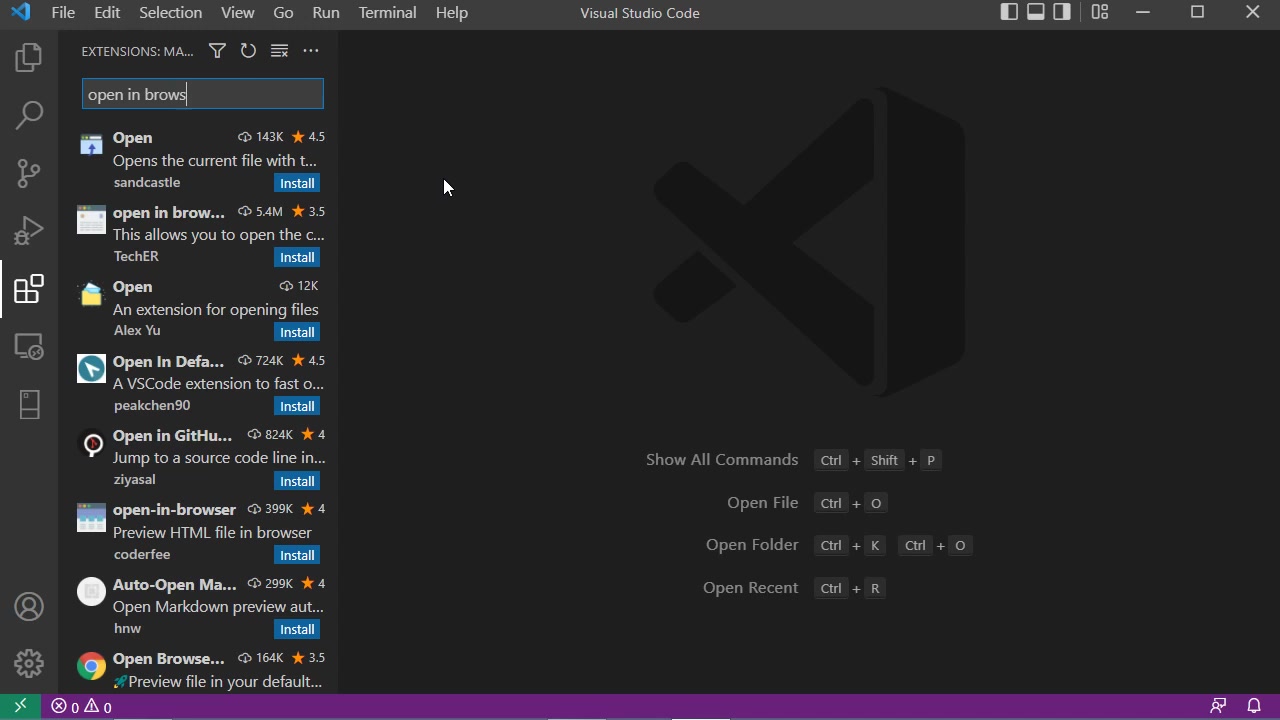 File Edit Selection View Go Run Terminal Help Visual Studio Code
EXTENSIONS: MA...
open in brows
Open 143K 4.5
Opens the current file with t...
sandcastle Install
open in brow... 5.4M 3.5
This allows you to open the c...
TechER Install
Open 12K
An extension for opening files
Alex Yu Install
Open In Defa... 724K 4.5
A VSCode extension to fast o...
peakchen90 Install
Open in GitHu... 824K 4
Jump to a source code line in...
ziyasal Install
open-in-browser 399K 4
Preview HTML file in browser
coderfee Install
Auto-Open Ma... 299K 4
Open Markdown preview aut...
hnw Install
Open Browse... 164K 3.5
🚀Preview file in your default...
Show All Commands Ctrl + Shift + P
Open File Ctrl + O
Open Folder Ctrl + K Ctrl + O
Open Recent Ctrl + R
0 0